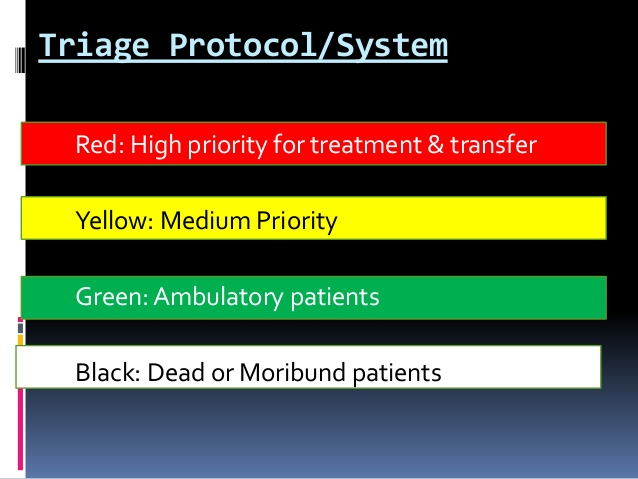 Triage Protocol/System
Red: High priority for treatment & transfer
Yellow: Medium Priority
Green: Ambulatory patients
Black: Dead or Moribund patients